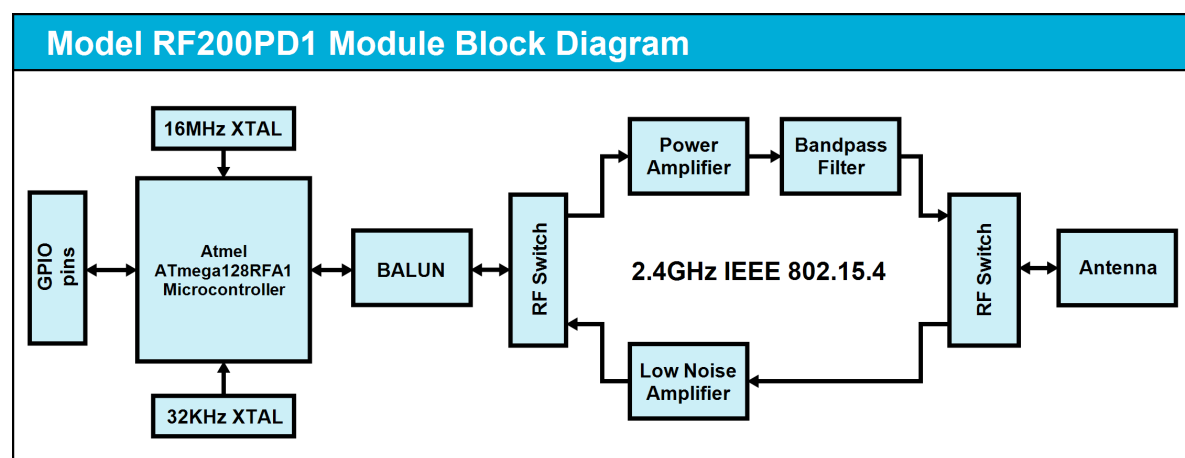 Model RF200PD1 Module Block Diagram
16MHz XTAL
GPIO
pins
Atmel
ATmega128RFA1
Microcontroller
32KHz XTAL
BALUN
RF Switch
Power
Amplifier
Bandpass
Filter
2.4GHz IEEE 802.15.4
Low Noise
Amplifier
RF Switch
Antenna